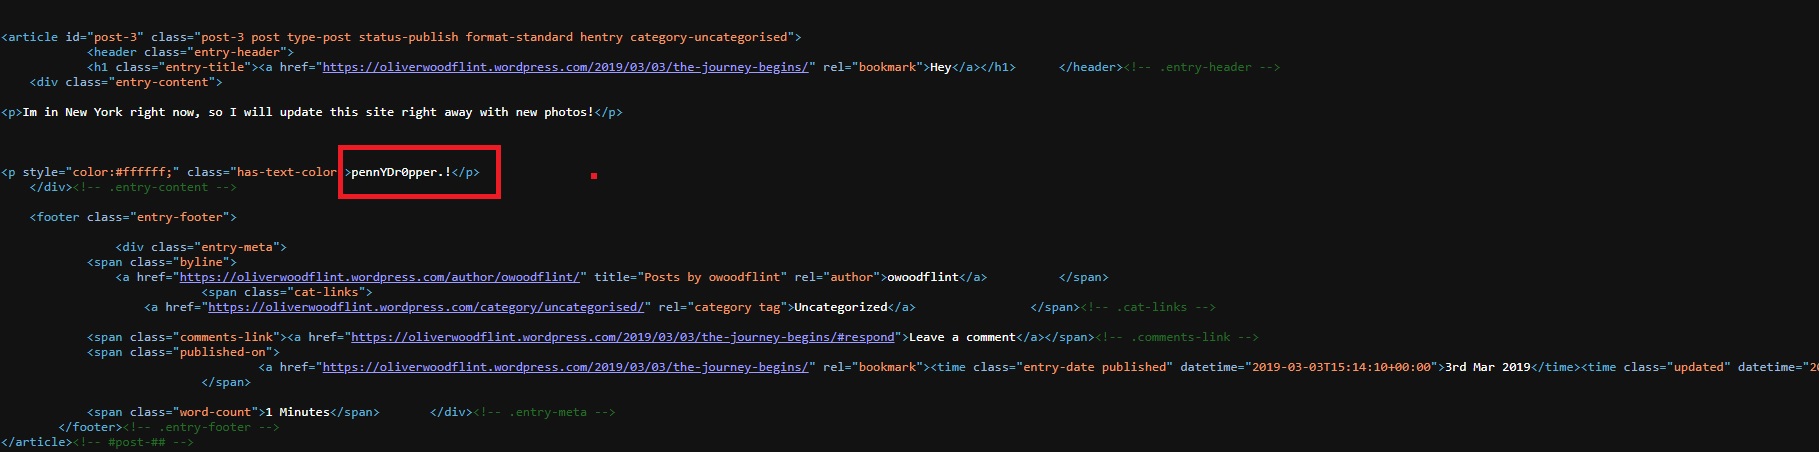 <article id="post-3" class="post-3 post type-post status-publish format-standard hentry category-uncategorised">
<header class="entry-header">
<h1 class="entry-title"><a href="https://oliverwoodflint.wordpress.com/2019/03/03/the-journey-begins/" rel="bookmark">Hey</a></h1> </header><!-- .entry-header -->
<div class="entry-content">
<p>Im in New York right now, so I will update this site right away with new photos!</p>
<p style="color:#ffffff;" class="has-text-color">pennYDr0pper.!</p>
</div><!-- .entry-content -->
<footer class="entry-footer">
<div class="entry-meta">
<span class="byline">
<a href="https://oliverwoodflint.wordpress.com/author/owoodflint/" title="Posts by owoodflint" rel="author">owoodflint</a> </span>
<span class="cat-links">
<a href="https://oliverwoodflint.wordpress.com/category/uncategorised/" rel="category tag">Uncategorized</a> </span><!-- .cat-links -->
<span class="comments-link"><a href="https://oliverwoodflint.wordpress.com/2019/03/03/the-journey-begins/#respond">Leave a comment</a></span><!-- .comments-link -->
<span class="published-on">
<a href="https://oliverwoodflint.wordpress.com/2019/03/03/the-journey-begins/" rel="bookmark"><time class="entry-date published" datetime="2019-03-03T15:14:10+00:00">3rd Mar 2019</time><time class="updated" datetime="20
</span>
<span class="word-count">1 Minutes</span> </div><!-- .entry-meta -->
</footer><!-- .entry-footer -->
</article><!-- #post-## -->